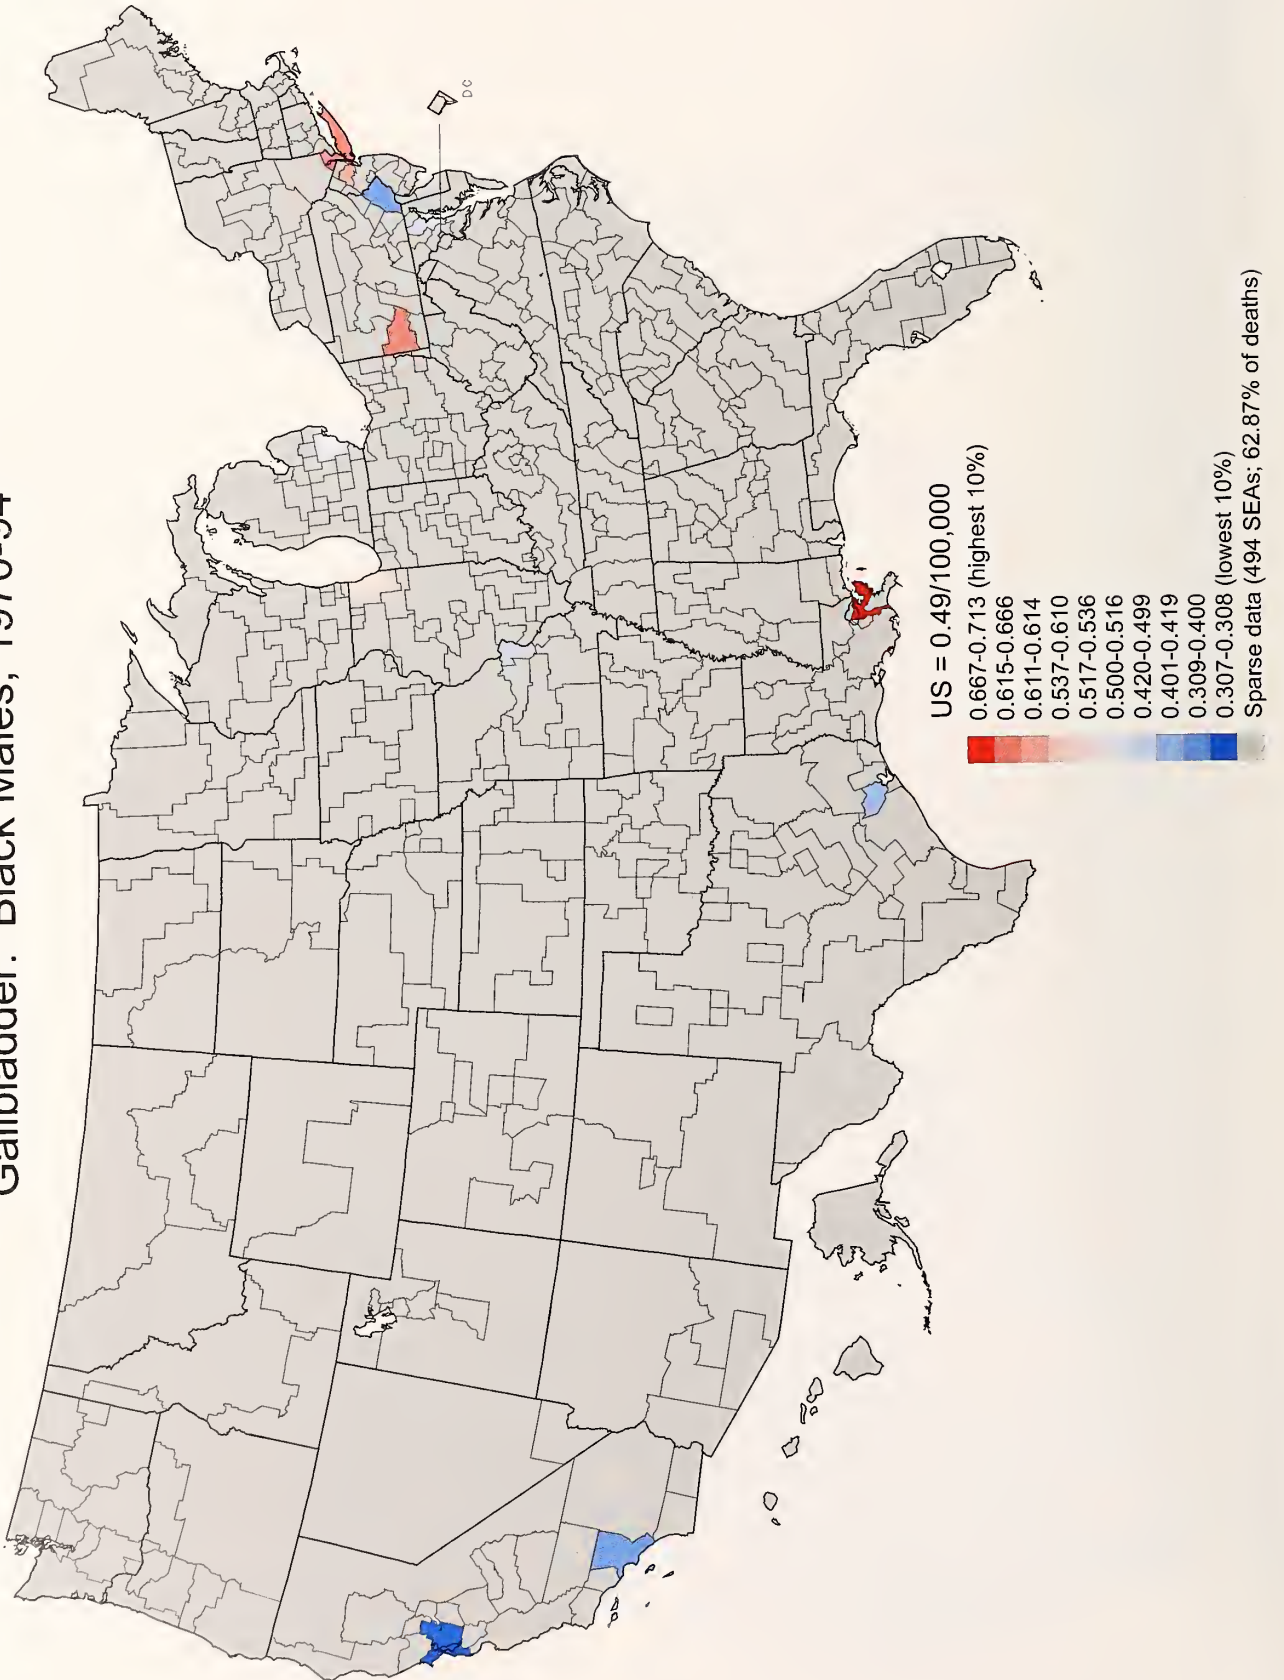 Gallbladder: Black Males, 1970-94
DC
US = 0.49/100,000
0.667-0.713 (highest 10%)
0.615-0.666
0.611-0.614
0.537-0.610
0.517-0.536
0.500-0.516
0.420-0.499
0.401-0.419
0.309-0.400
0.307-0.308 (lowest 10%)
Sparse data (494 SEAs; 62.87% of deaths)